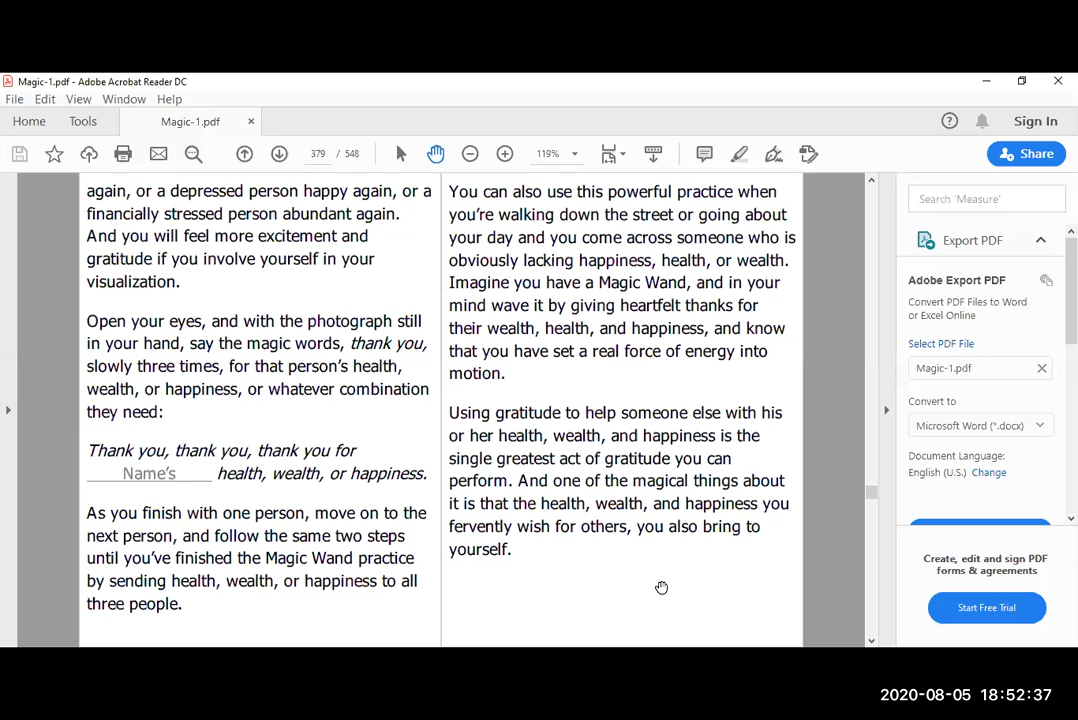 Magic-1.pdf - Adobe Acrobat Reader DC
File Edit View Window Help
Home Tools Magic-1.pdf × Sign In
379 / 548 119% Share
again, or a depressed person happy again, or a
financially stressed person abundant again.
And you will feel more excitement and
gratitude if you involve yourself in your
visualization.
Open your eyes, and with the photograph still
in your hand, say the magic words, thank you,
slowly three times, for that person's health,
wealth, or happiness, or whatever combination
they need:
Thank you, thank you, thank you for
Name's health, wealth, or happiness.
As you finish with one person, move on to the
next person, and follow the same two steps
until you've finished the Magic Wand practice
by sending health, wealth, or happiness to all
three people.
You can also use this powerful practice when
you're walking down the street or going about
your day and you come across someone who is
obviously lacking happiness, health, or wealth.
Imagine you have a Magic Wand, and in your
mind wave it by giving heartfelt thanks for
their wealth, health, and happiness, and know
that you have set a real force of energy into
motion.
Using gratitude to help someone else with his
or her health, wealth, and happiness is the
single greatest act of gratitude you can
perform. And one of the magical things about
it is that the health, wealth, and happiness you
fervently wish for others, you also bring to
yourself.
Search 'Measure'
Export PDF
Adobe Export PDF
Convert PDF Files to Word
or Excel Online
Select PDF File
Magic-1.pdf
Convert to
Microsoft Word (*.docx)
Document Language:
English (U.S.) Change
Create, edit and sign PDF
forms & agreements
Start Free Trial
2020-08-05 18:52:37